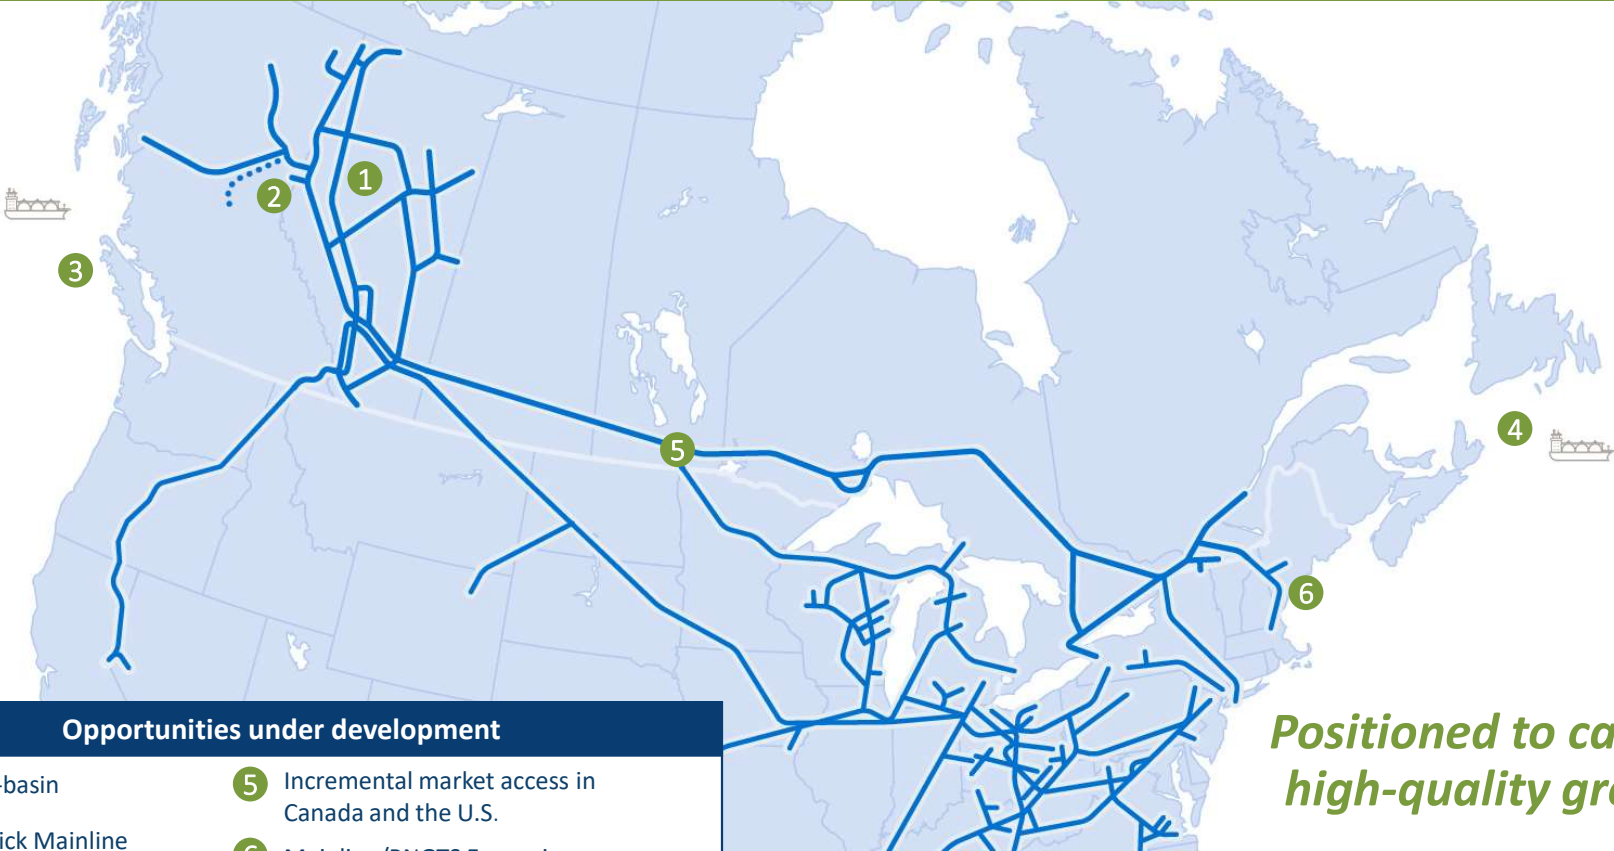 1
2
3
4
5
6
Opportunities under development
-basin
ick Mainline
5 Incremental market access in
Canada and the U.S.
Positioned to ca
high-quality gr